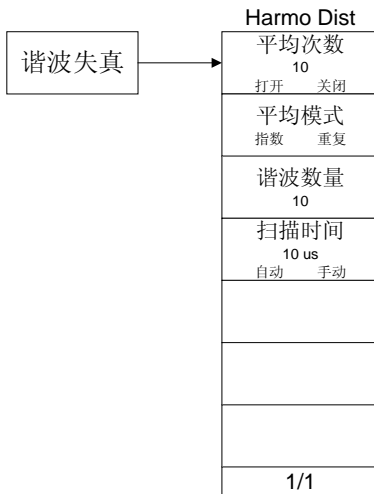 Harmo Dist
谐波失真
平均次数
10
打开 关闭
平均模式
指数 重复
谐波数量
10
扫描时间
10 us
自动 手动
1/1